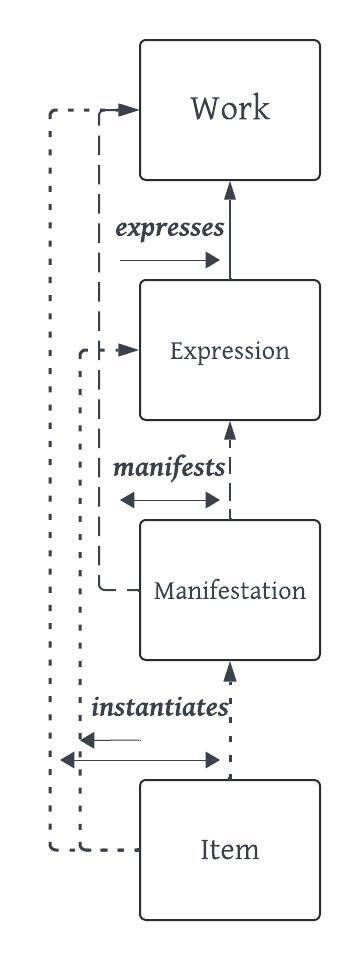 Work
expresses
Expression
manifests
Manifestation
instantiates
Item